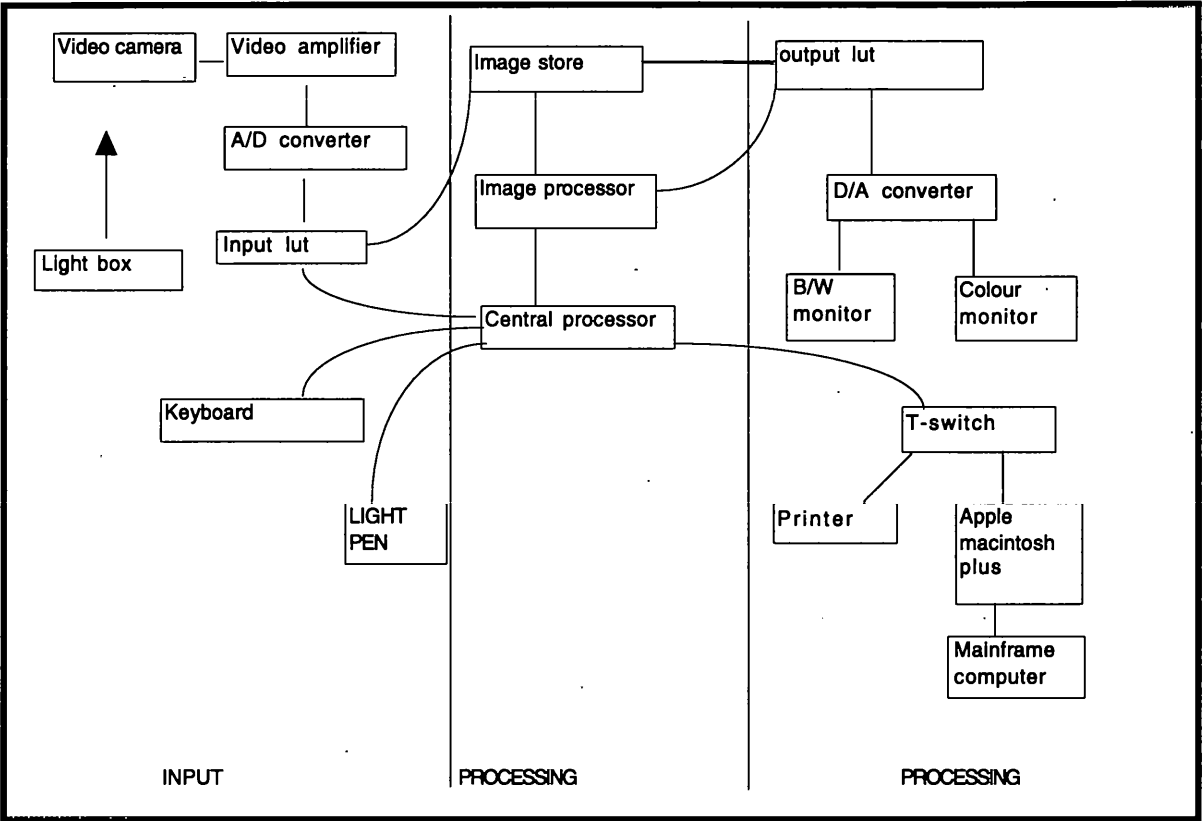 Video camera
Video amplifier
A/D converter
Input lut
Light box
Keyboard
LIGHT
PEN
INPUT
Image store
Image processor
Central processor
PROCESSING
output lut
D/A converter
B/W
monitor
Colour
monitor
T-switch
Printer
Apple
macintosh
plus
Mainframe
computer
PROCESSING